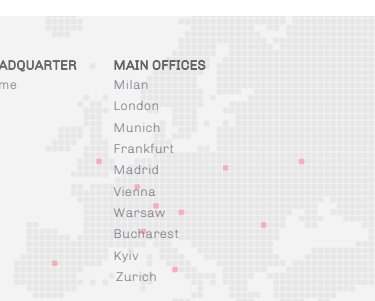 ADQUARTER
me
MAIN OFFICES
Milan
London
Munich
Frankfurt
Madrid
Vienna
Warsaw
Bucharest
Kyiv
Zurich